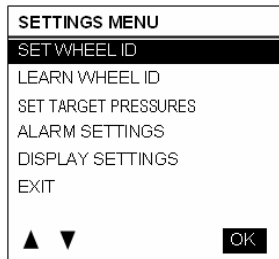 SETTINGS MENU
SET WHEEL ID
LEARN WHEEL ID
SET TARGET PRESSURES
ALARM SETTINGS
DISPLAY SETTINGS
EXIT
▲ ▼ OK